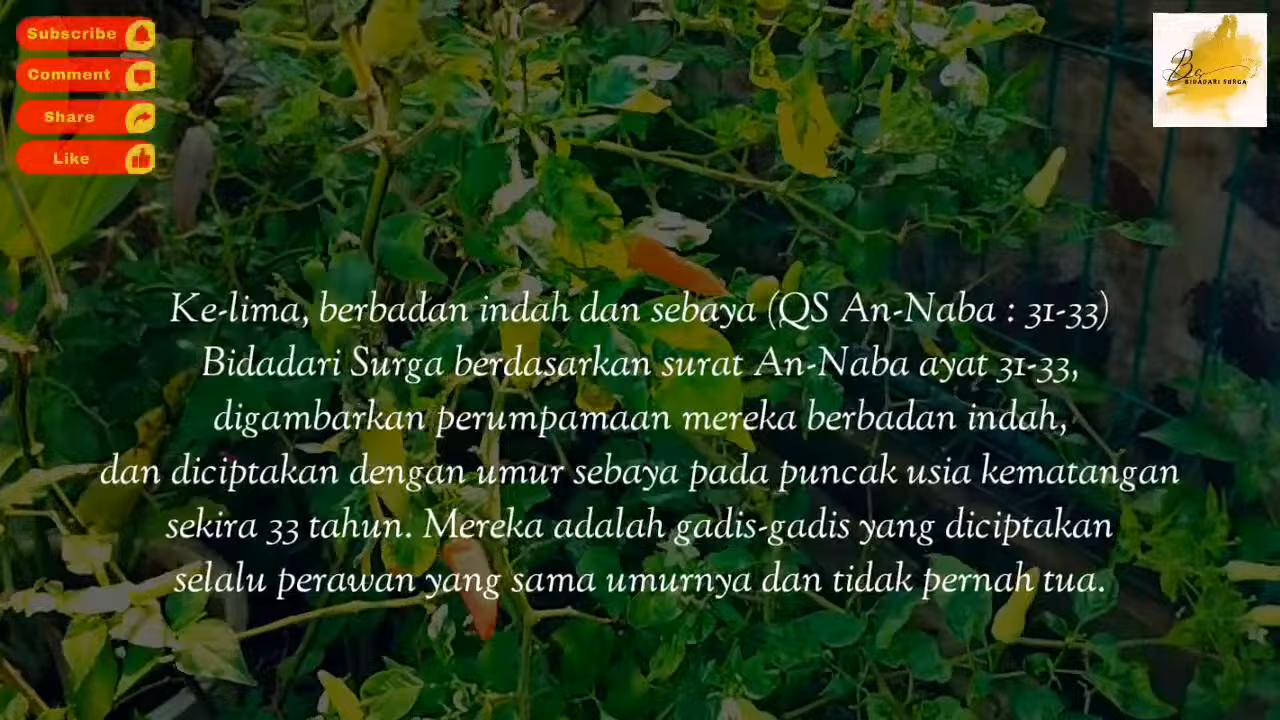 Subscribe
Comment
Share
Like
Bs
BIDADARI SURGA
Ke-lima, berbadan indah dan sebaya (QS An-Naba : 31-33)
Bidadari Surga berdasarkan surat An-Naba ayat 31-33,
digambarkan perumpamaan mereka berbadan indah,
dan diciptakan dengan umur sebaya pada puncak usia kematangan
sekira 33 tahun. Mereka adalah gadis-gadis yang diciptakan
selalu perawan yang sama umurnya dan tidak pernah tua.